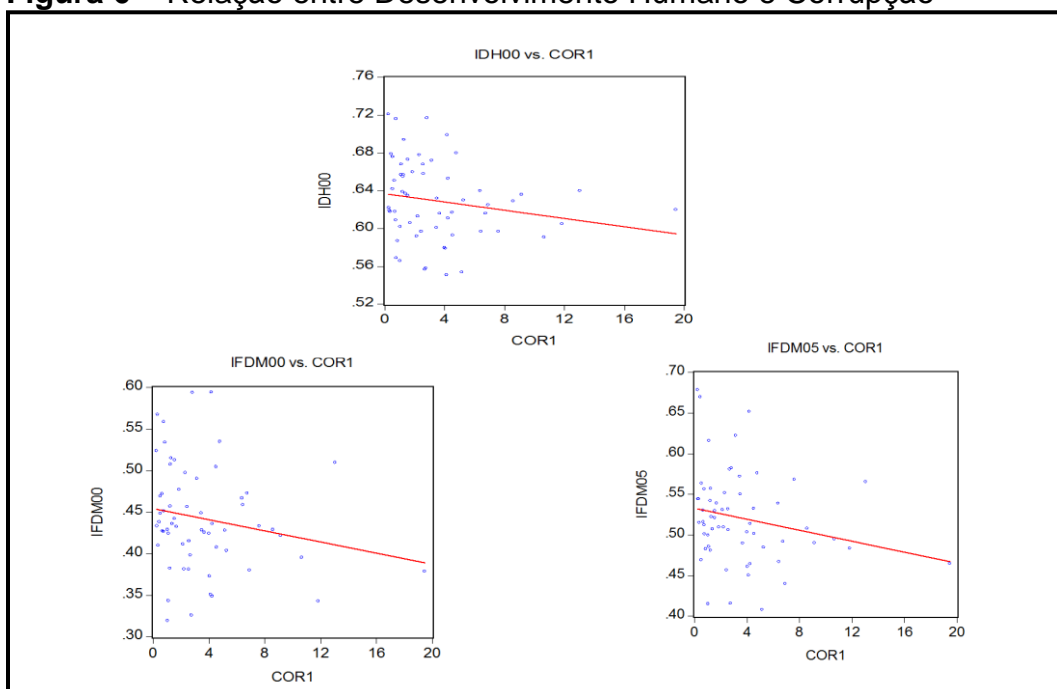 Relação entre Desenvolvimento Humano e Corrupção
IDH00 vs. COR1
.76
.72
.68
.64
.60
.56
.52
IDH00
0 4 8 12 16 20
COR1
IFDM00 vs. COR1
.60
.55
.50
.45
.40
.35
.30
IFDM00
0 4 8 12 16 20
COR1
IFDM05 vs. COR1
.70
.65
.60
.55
.50
.45
.40
IFDM05
0 4 8 12 16 20
COR1